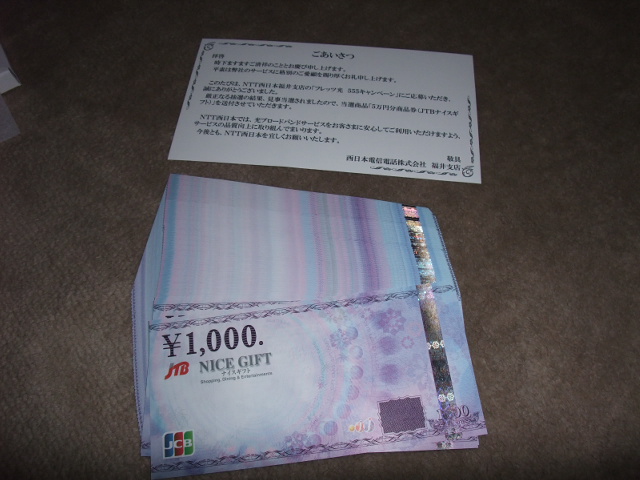 ごあいさつ
拝啓
時下ますますご清祥のこととお慶び申し上げます。
平素は弊社のサービスに格別のご愛顧を賜り厚くお礼申し上げます。
このたびは、NTT西日本福井支店の「フレッツ光 555キャンペーン」にご応募いただき、
誠にありがとうございました。
厳正なる抽選の結果、見事当選されましたので、当選商品「5万円分商品券(JTBナイスギ
フト)」を送付させていただきます。
NTT西日本では、光ブロードバンドサービスをお客さまに安心してご利用いただけますよう、
サービスの品質向上に取り組んでまいります。
今後とも、NTT西日本を宜しくお願いいたします。
敬具
西日本電信電話株式会社 福井支店
¥1,000.
JTB NICE GIFT
ナイスギフト
Shopping, Dining & Entertainments
JCB